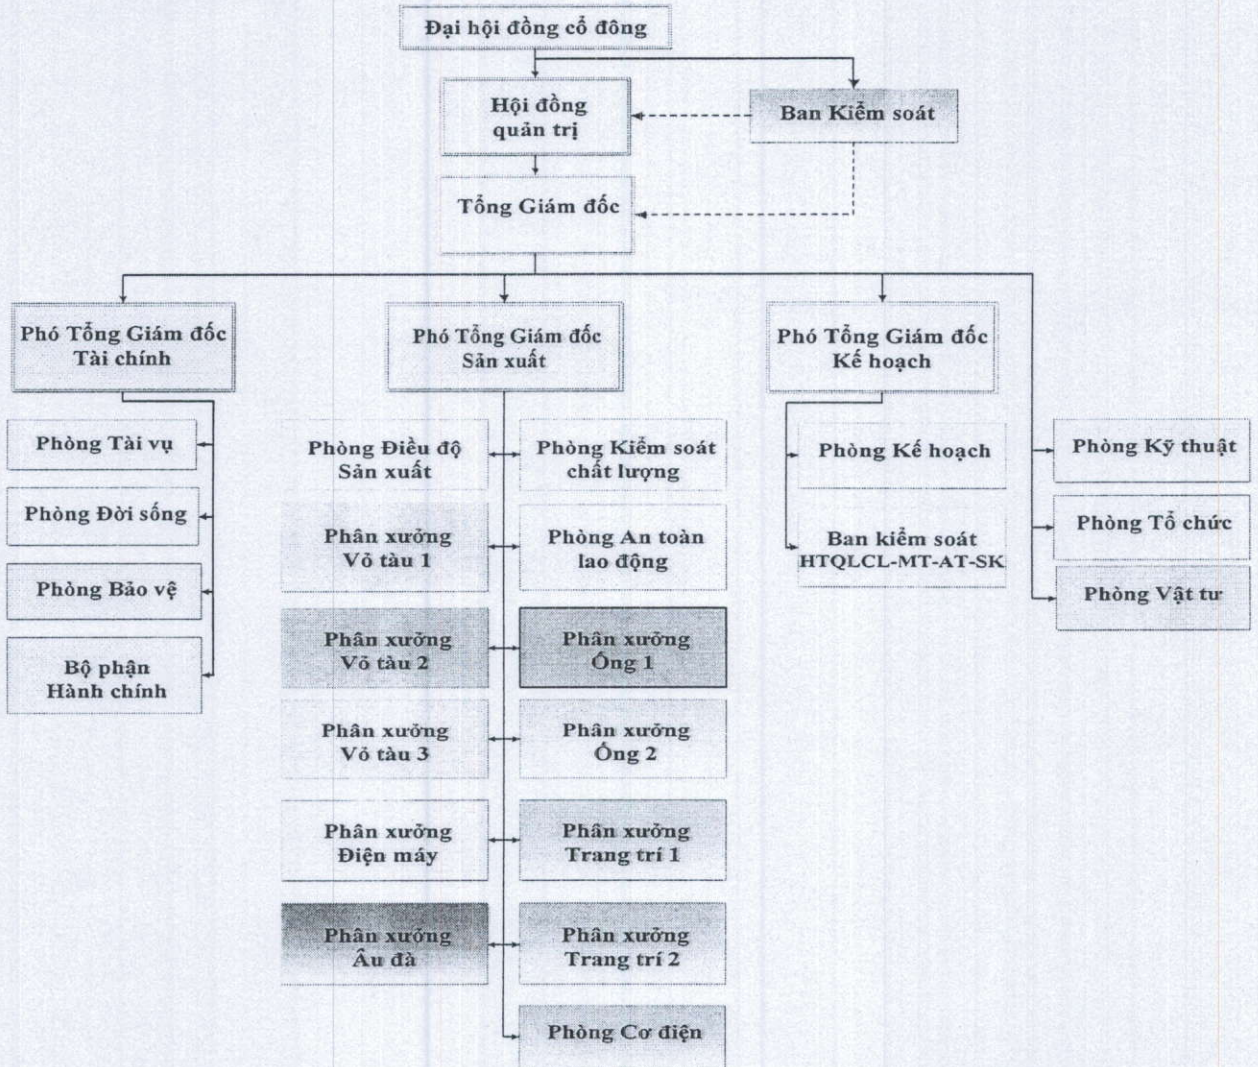 Đại hội đồng cổ đông
Hội đồng
quản trị
Ban Kiểm soát
Tổng Giám đốc
Phó Tổng Giám đốc
Tài chính
Phó Tổng Giám đốc
Sản xuất
Phó Tổng Giám đốc
Kế hoạch
Phòng Tài vụ
Phòng Đời sống
Phòng Bảo vệ
Bộ phận
Hành chính
Phòng Điều độ
Sản xuất
Phòng Kiểm soát
chất lượng
Phân xưởng
Vỏ tàu 1
Phòng An toàn
lao động
Phân xưởng
Vỏ tàu 2
Phân xưởng
Ống 1
Phân xưởng
Vỏ tàu 3
Phân xưởng
Ống 2
Phân xưởng
Điện máy
Phân xưởng
Trang trí 1
Phân xưởng
Âu đà
Phân xưởng
Trang trí 2
Phòng Cơ điện
Phòng Kế hoạch
Ban kiểm soát
HTQLCL-MT-AT-SK
Phòng Kỹ thuật
Phòng Tổ chức
Phòng Vật tư